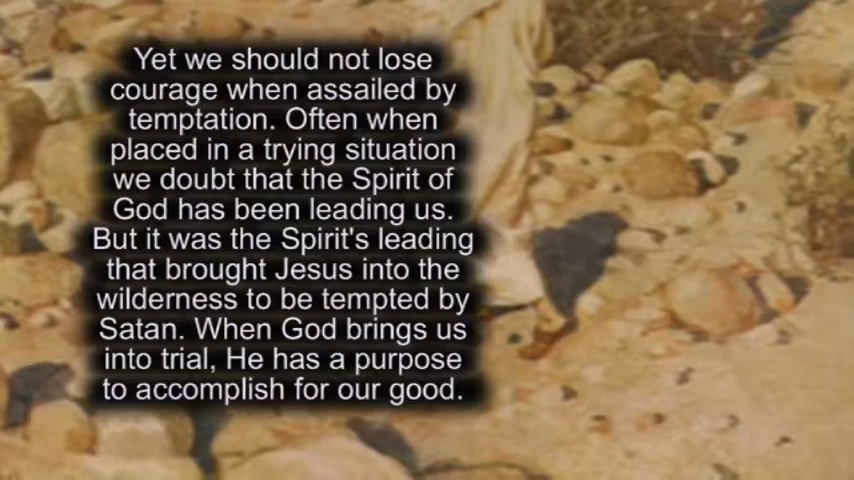 Yet we should not lose
courage when assailed by
temptation. Often when
placed in a trying situation
we doubt that the Spirit of
God has been leading us.
But it was the Spirit's leading
that brought Jesus into the
wilderness to be tempted by
Satan. When God brings us
into trial, He has a purpose
to accomplish for our good.